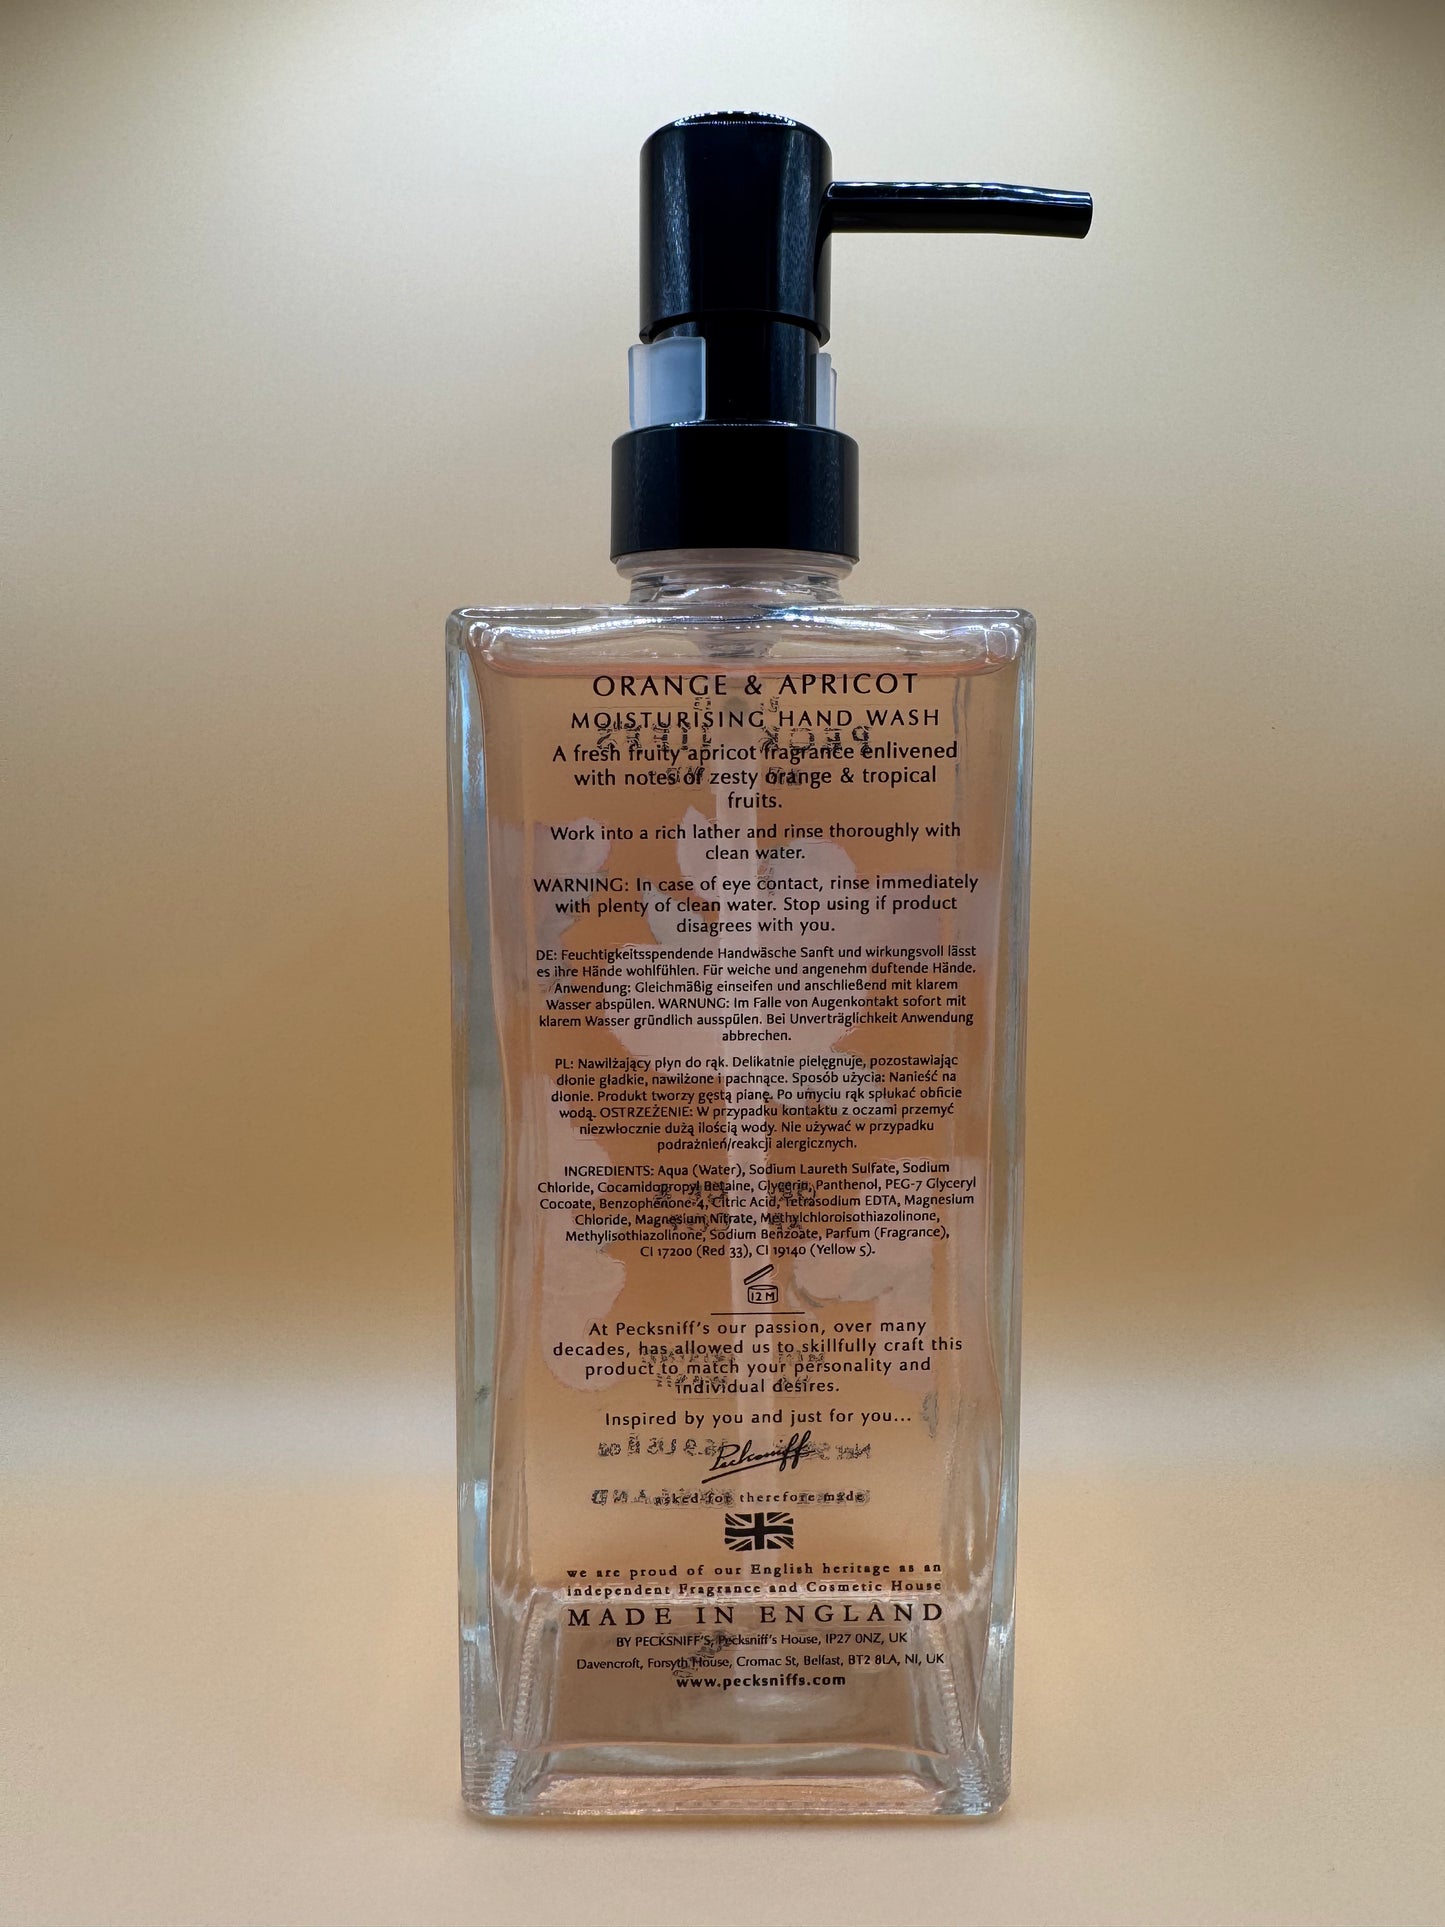 ORANGE & APRICOT
MOISTURISING HAND WASH
A fresh fruity apricot fragrance enlivened
with notes of zesty orange & tropical
fruits.
Work into a rich lather and rinse thoroughly with
clean water.
WARNING: In case of eye contact, rinse immediately
with plenty of clean water. Stop using if product
disagrees with you.
DE: Feuchtigkeitsspendende Handwäsche Sanft und wirkungsvoll lässt
es ihre Hände wohlfühlen. Für weiche und angenehm duftende Hände.
Anwendung: Gleichmäßig einseifen und anschließend mit klarem
Wasser abspülen. WARNUNG: Im Falle von Augenkontakt sofort mit
klarem Wasser gründlich ausspülen. Bei Unverträglichkeit Anwendung
abbrechen.
PL: Nawilżający płyn do rąk. Delikatnie pielęgnuje, pozostawiając
dłonie gładkie, nawilżone i pachnące. Sposób użycia: Nanieść na
dłonie. Produkt tworzy gęstą pianę. Po umyciu rąk spłukać obficie
wodą. OSTRZEŻENIE: W przypadku kontaktu z oczami przemyć
niezwłocznie dużą ilością wody. Nie używać w przypadku
podrażnień/reakcji alergicznych.
INGREDIENTS: Aqua (Water), Sodium Laureth Sulfate, Sodium
Chloride, Cocamidopropyl Betaine, Glycerin, Panthenol, PEG-7 Glyceryl
Cocoate, Benzophenone-4, Citric Acid, Tetrasodium EDTA, Magnesium
Chloride, Magnesium Nitrate, Methylchloroisothiazolinone,
Methylisothiazolinone, Sodium Benzoate, Parfum (Fragrance),
CI 17200 (Red 33), CI 19140 (Yellow 5).
12 M
At Pecksniff's our passion, over many
decades, has allowed us to skillfully craft this
product to match your personality and
individual desires.
Inspired by you and just for you...
Pecksniff
asked for therefore made
we are proud of our English heritage as an
independent Fragrance and Cosmetic House
MADE IN ENGLAND
BY PECKSNIFF'S, Pecksniff's House, IP27 0NZ, UK
Davencroft, Forsyth House, Cromac St, Belfast, BT2 8LA, NI, UK
www.pecksniffs.com